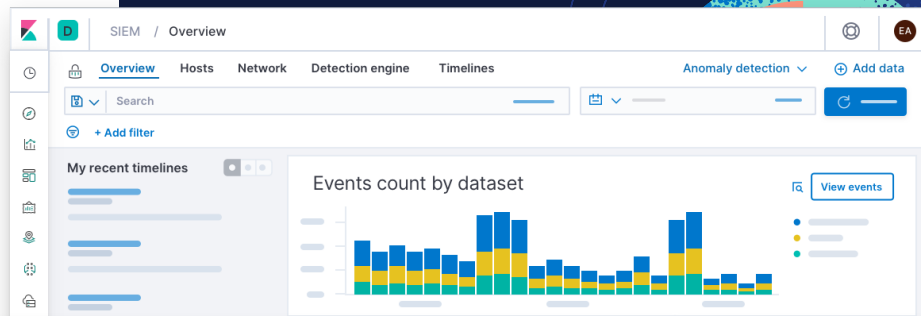 D SIEM / Overview EA
Overview Hosts Network Detection engine Timelines Anomaly detection Add data
Search
+ Add filter
My recent timelines
Events count by dataset
View events